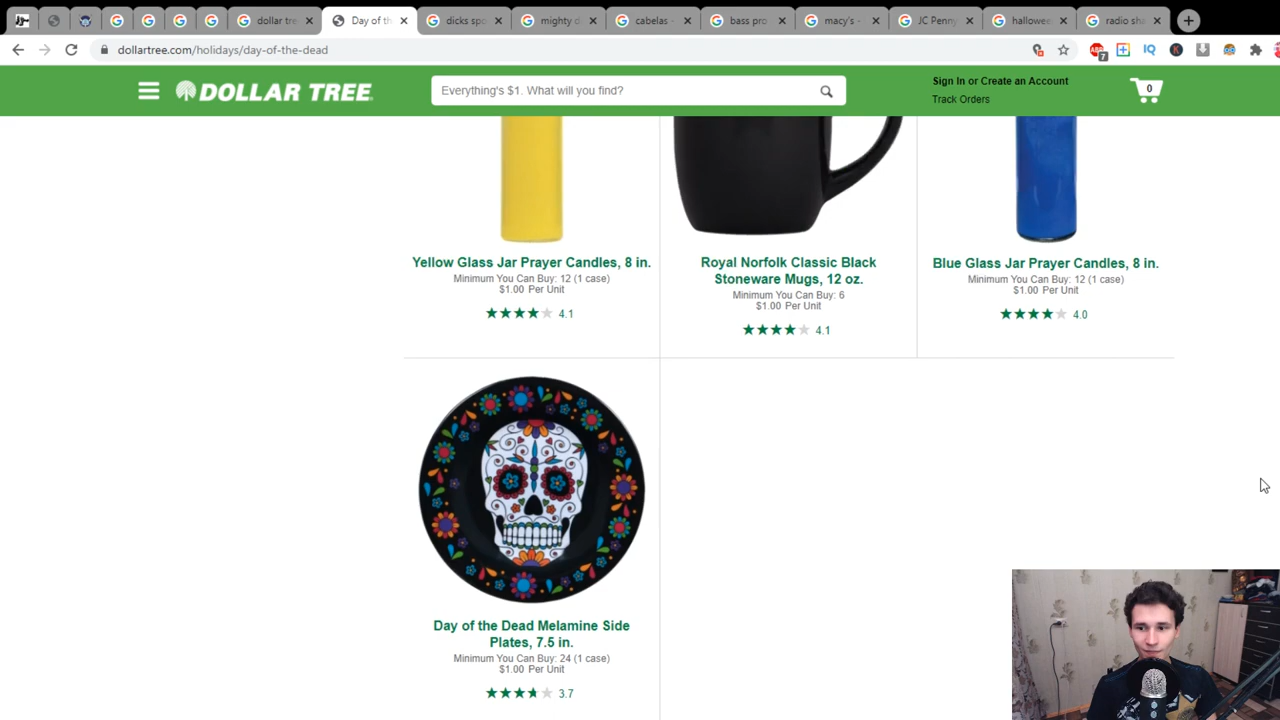 dollar tre
Day of th
dicks spo
mighty d
cabelas -
bass pro
macy's -
JC Penny
hallowee
radio sha
dollartree.com/holidays/day-of-the-dead
7
IQ
DOLLAR TREE
Everything's $1. What will you find?
Sign In or Create an Account
Track Orders
0
Yellow Glass Jar Prayer Candles, 8 in.
Minimum You Can Buy: 12 (1 case)
$1.00 Per Unit
4.1
Royal Norfolk Classic Black
Stoneware Mugs, 12 oz.
Minimum You Can Buy: 6
$1.00 Per Unit
4.1
Blue Glass Jar Prayer Candles, 8 in.
Minimum You Can Buy: 12 (1 case)
$1.00 Per Unit
4.0
Day of the Dead Melamine Side
Plates, 7.5 in.
Minimum You Can Buy: 24 (1 case)
$1.00 Per Unit
3.7